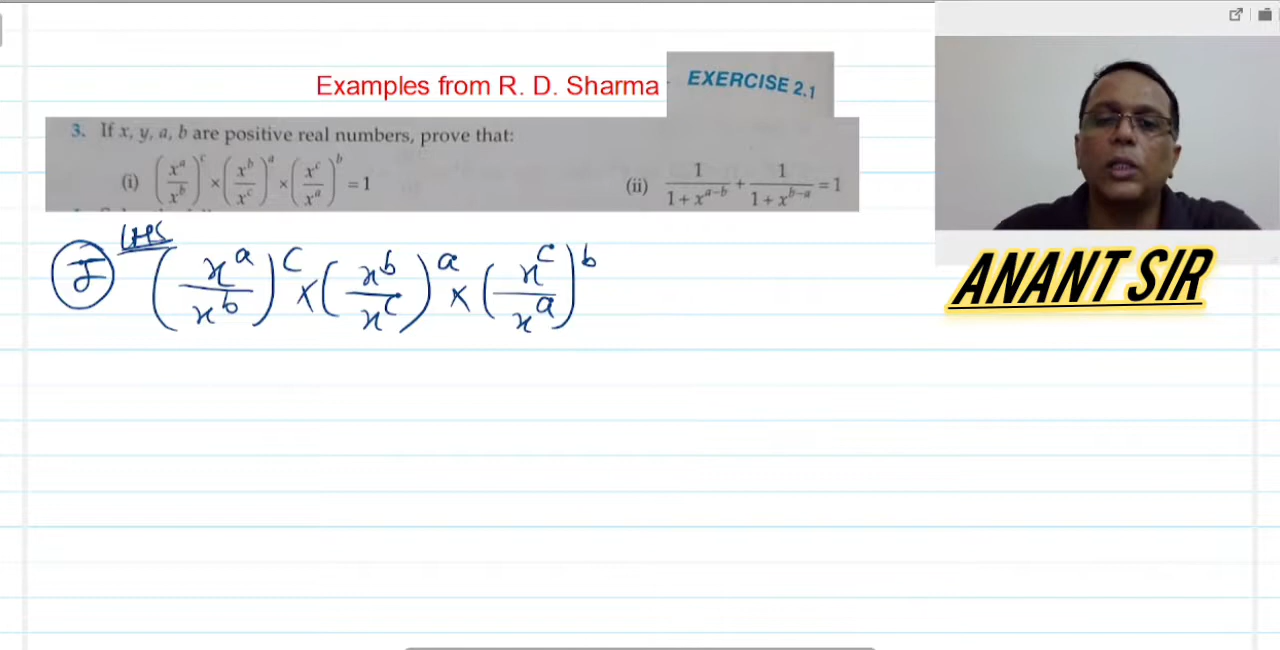 Examples from R. D. Sharma
EXERCISE 2.1
3. If x, y, a, b are positive real numbers, prove that:
(i) (x^a/x^b)^c × (x^b/x^c)^a × (x^c/x^a)^b = 1 (ii) 1/(1+x^(a−b)) + 1/(1+x^(b−a)) = 1
LHS
I (x^a/x^b)^c × (x^b/x^c)^a × (x^c/x^a)^b
ANANT SIR